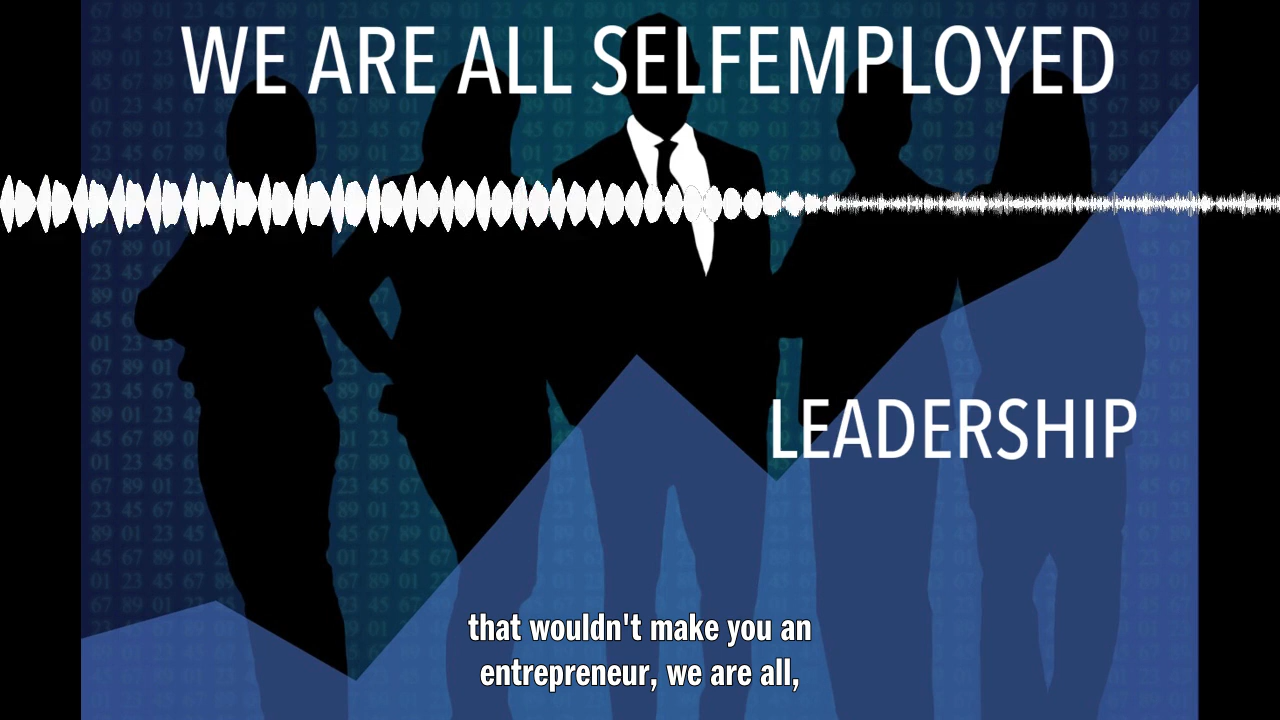 WE ARE ALL SELFEMPLOYED
LEADERSHIP
that wouldn't make you an
entrepreneur, we are all,